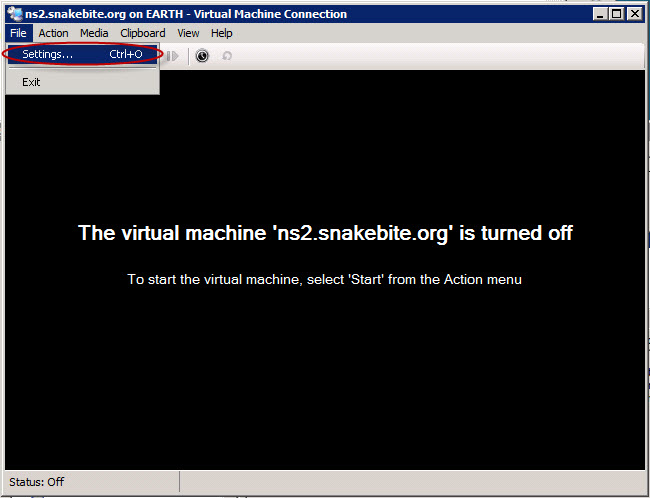 ns2.snakebite.org on EARTH - Virtual Machine Connection
File Action Media Clipboard View Help
Settings... Ctrl+O
Exit
The virtual machine 'ns2.snakebite.org' is turned off
To start the virtual machine, select 'Start' from the Action menu
Status: Off